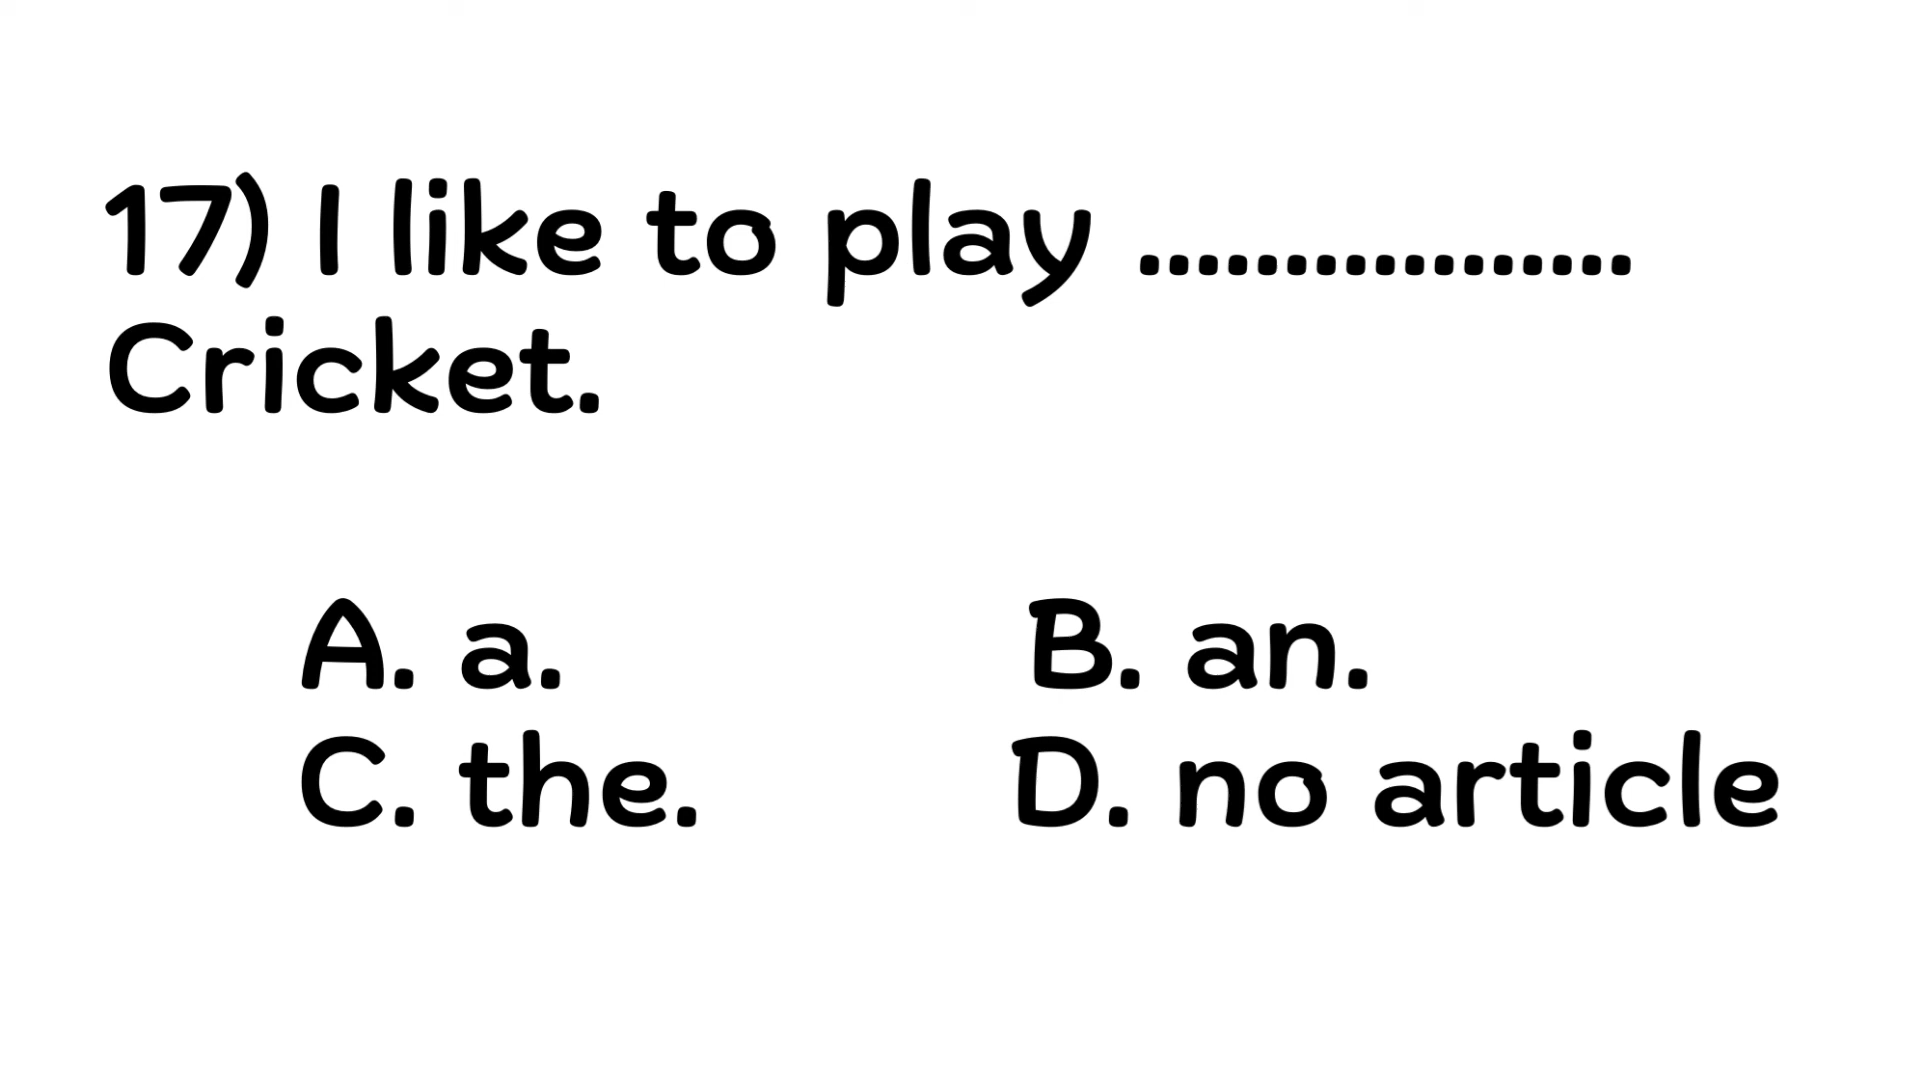 17) I like to play .................
Cricket.
A. a. B. an.
C. the. D. no article